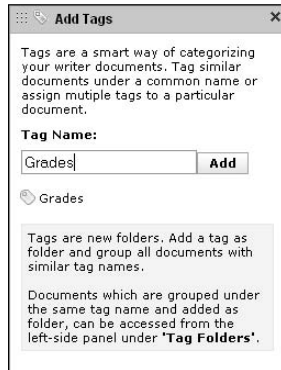 Add Tags
Tags are a smart way of categorizing
your writer documents. Tag similar
documents under a common name or
assign mutiple tags to a particular
document.
Tag Name:
Grades
Add
Grades
Tags are new folders. Add a tag as
folder and group all documents with
similar tag names.
Documents which are grouped under
the same tag name and added as
folder, can be accessed from the
left-side panel under 'Tag Folders'.